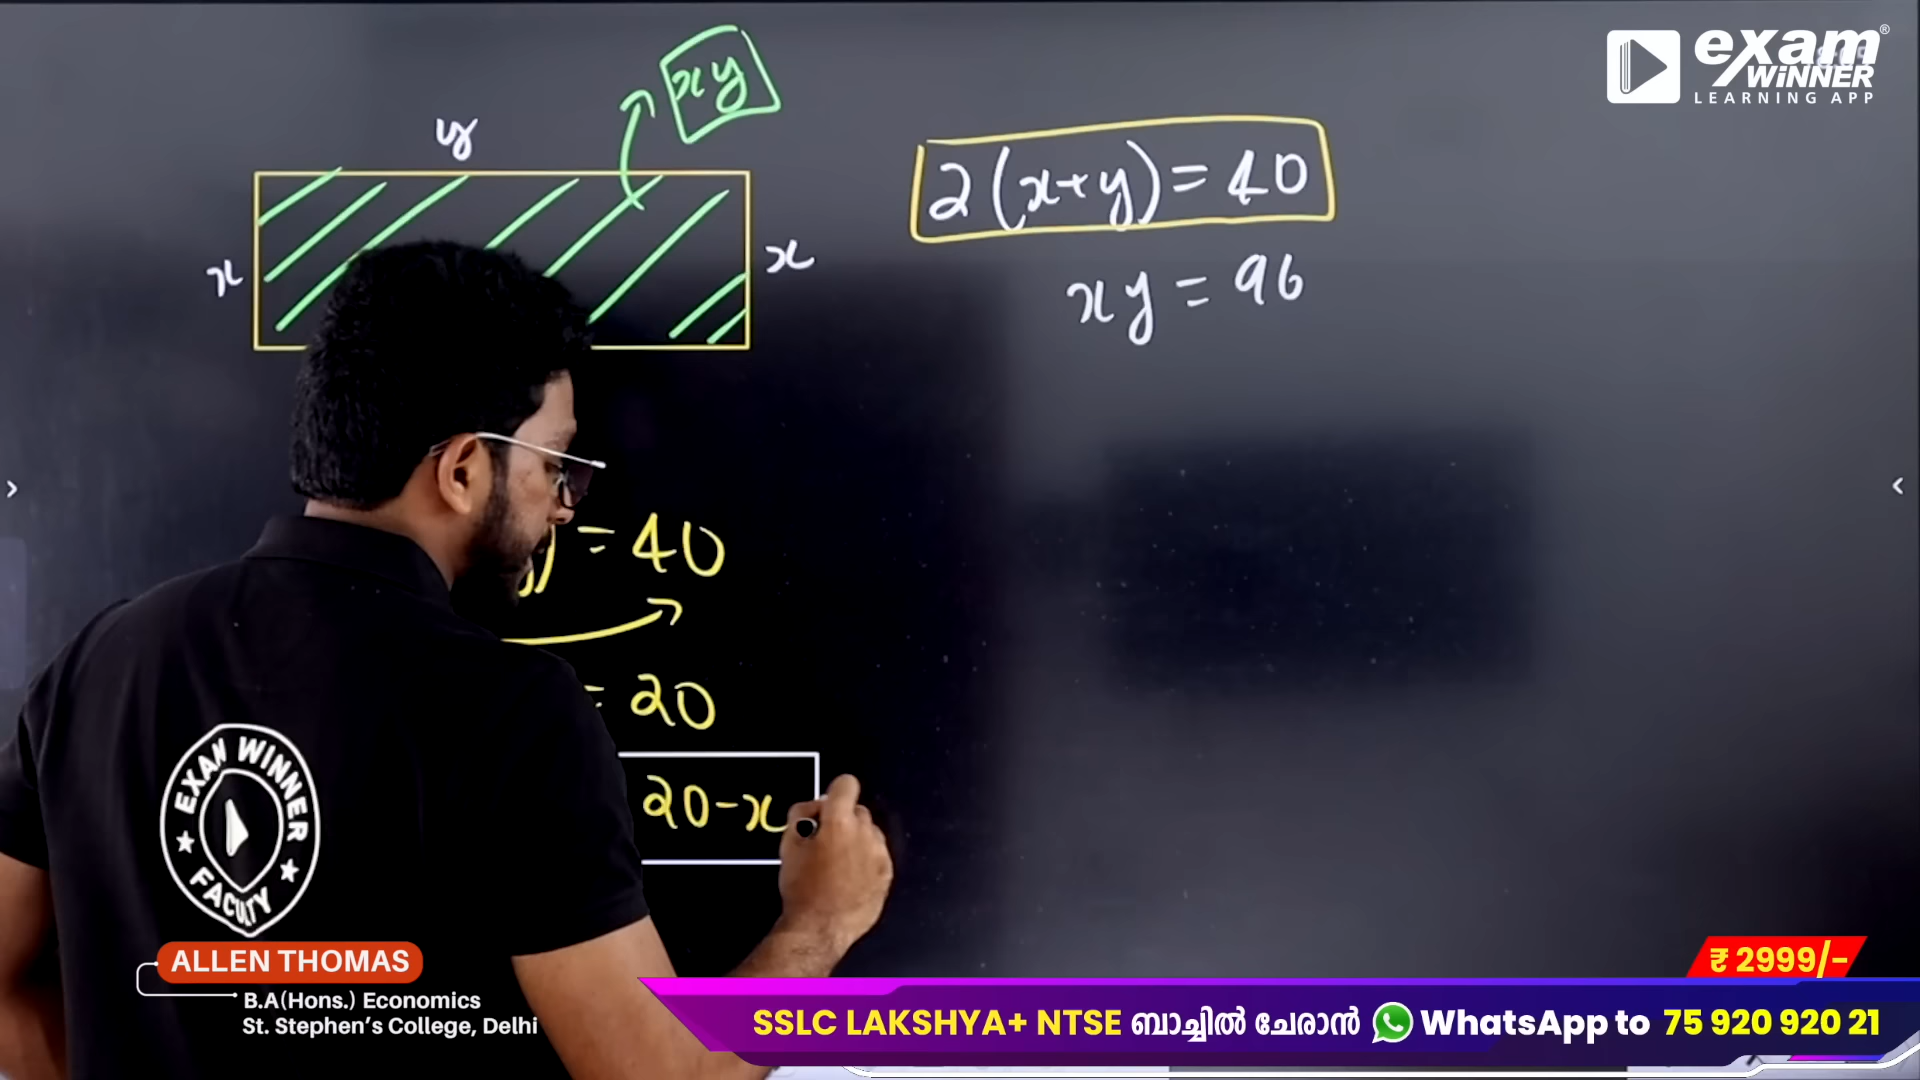 exam
WINNER
LEARNING APP
xy
y
2(x+y)=40
x
x
xy = 96
y) = 40
= 20
20-x
EXAM WINNER
FACULTY
ALLEN THOMAS
B.A(Hons.) Economics
St. Stephen's College, Delhi
₹ 2999/-
SSLC LAKSHYA+ NTSE ബാച്ചിൽ ചേരാൻ WhatsApp to 75 920 920 21